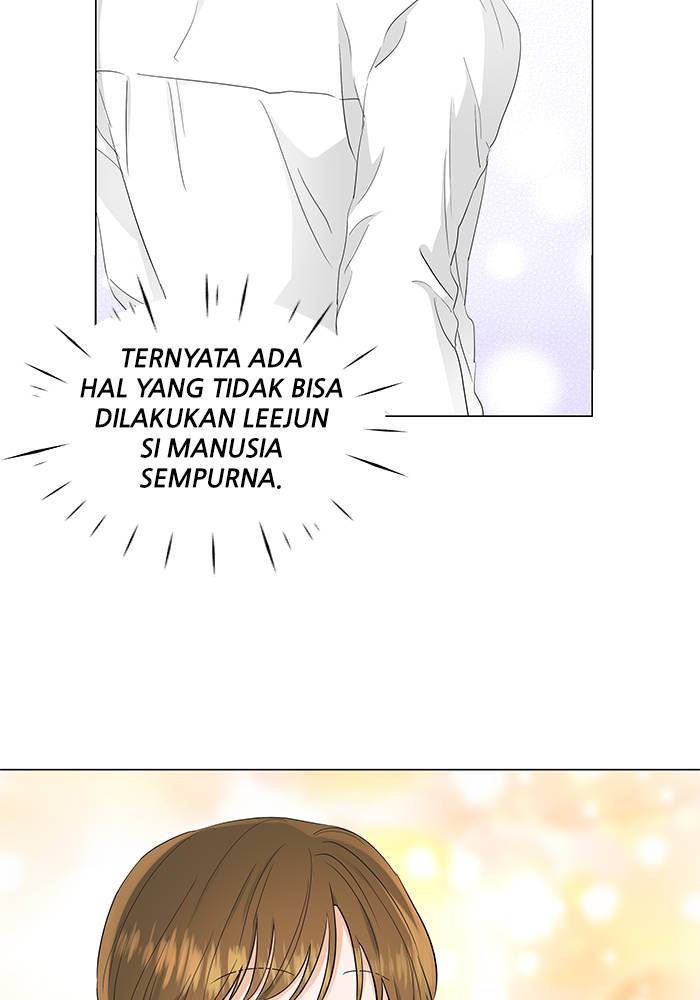 TERNYATA ADA
HAL YANG TIDAK BISA
DILAKUKAN LEEJUN
SI MANUSIA
SEMPURNA.